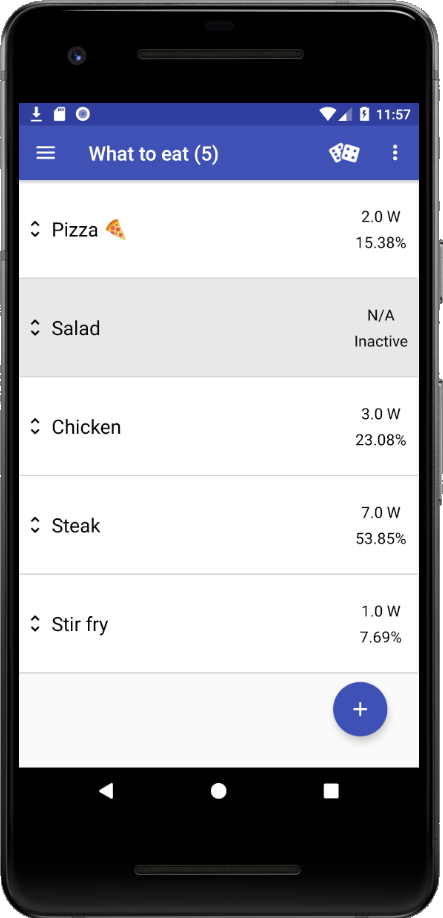 11:57
What to eat (5)
Pizza 🍕
2.0 W
15.38%
Salad
N/A
Inactive
Chicken
3.0 W
23.08%
Steak
7.0 W
53.85%
Stir fry
1.0 W
7.69%